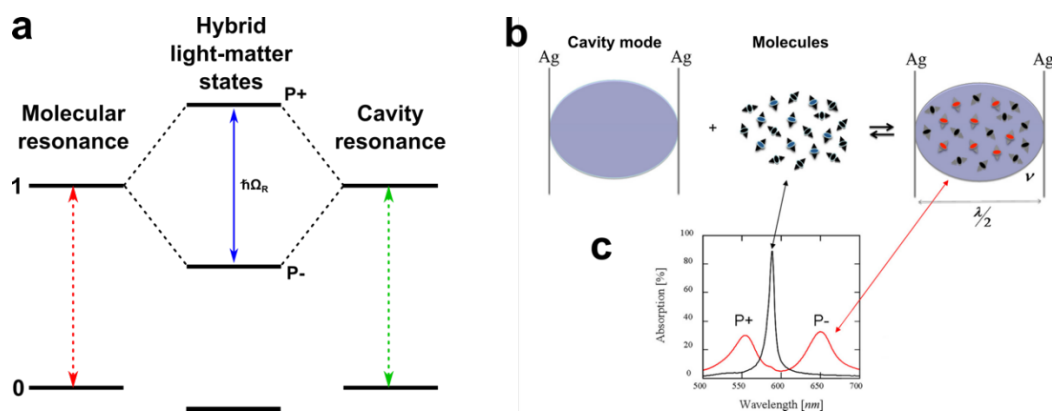 a
Hybrid
light-matter
states
P+
Molecular
resonance
Cavity
resonance
1
ℏΩR
P-
0
b
Cavity mode
Molecules
Ag
Ag
Ag
Ag
+
⇌
ν
λ/2
c
Absorption [%]
100
80
60
40
20
0
P+
P-
500
550
600
650
700
Wavelength [nm]